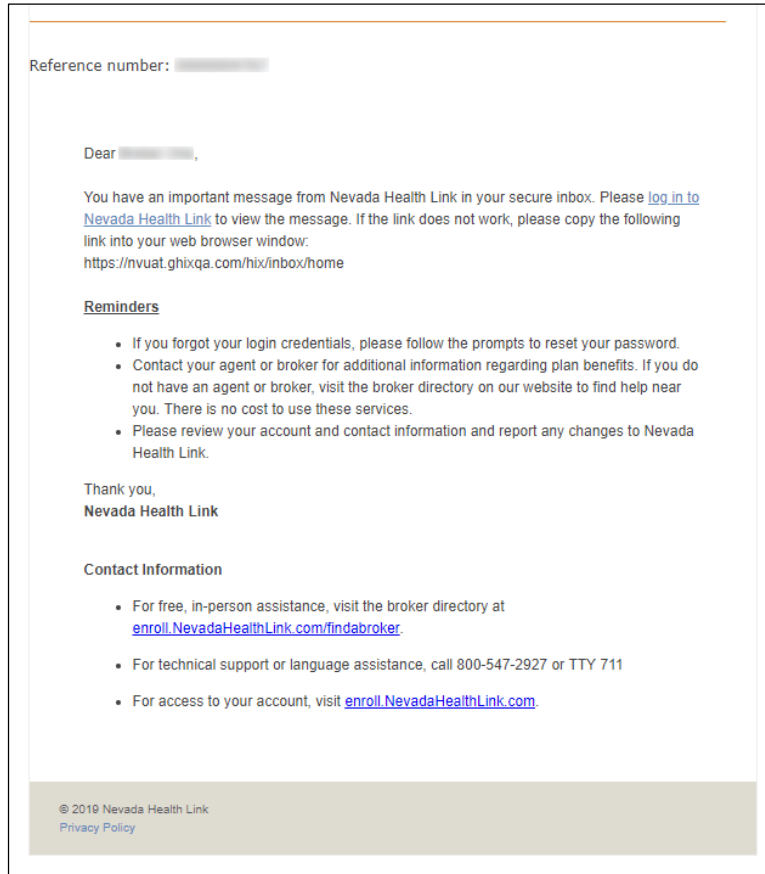 Reference number:
Dear ,
You have an important message from Nevada Health Link in your secure inbox. Please log in to
Nevada Health Link to view the message. If the link does not work, please copy the following
link into your web browser window:
https://nvuat.ghixqa.com/hix/inbox/home
Reminders
• If you forgot your login credentials, please follow the prompts to reset your password.
• Contact your agent or broker for additional information regarding plan benefits. If you do
not have an agent or broker, visit the broker directory on our website to find help near
you. There is no cost to use these services.
• Please review your account and contact information and report any changes to Nevada
Health Link.
Thank you,
Nevada Health Link
Contact Information
• For free, in-person assistance, visit the broker directory at
enroll.NevadaHealthLink.com/findabroker.
• For technical support or language assistance, call 800-547-2927 or TTY 711
• For access to your account, visit enroll.NevadaHealthLink.com.
© 2019 Nevada Health Link
Privacy Policy